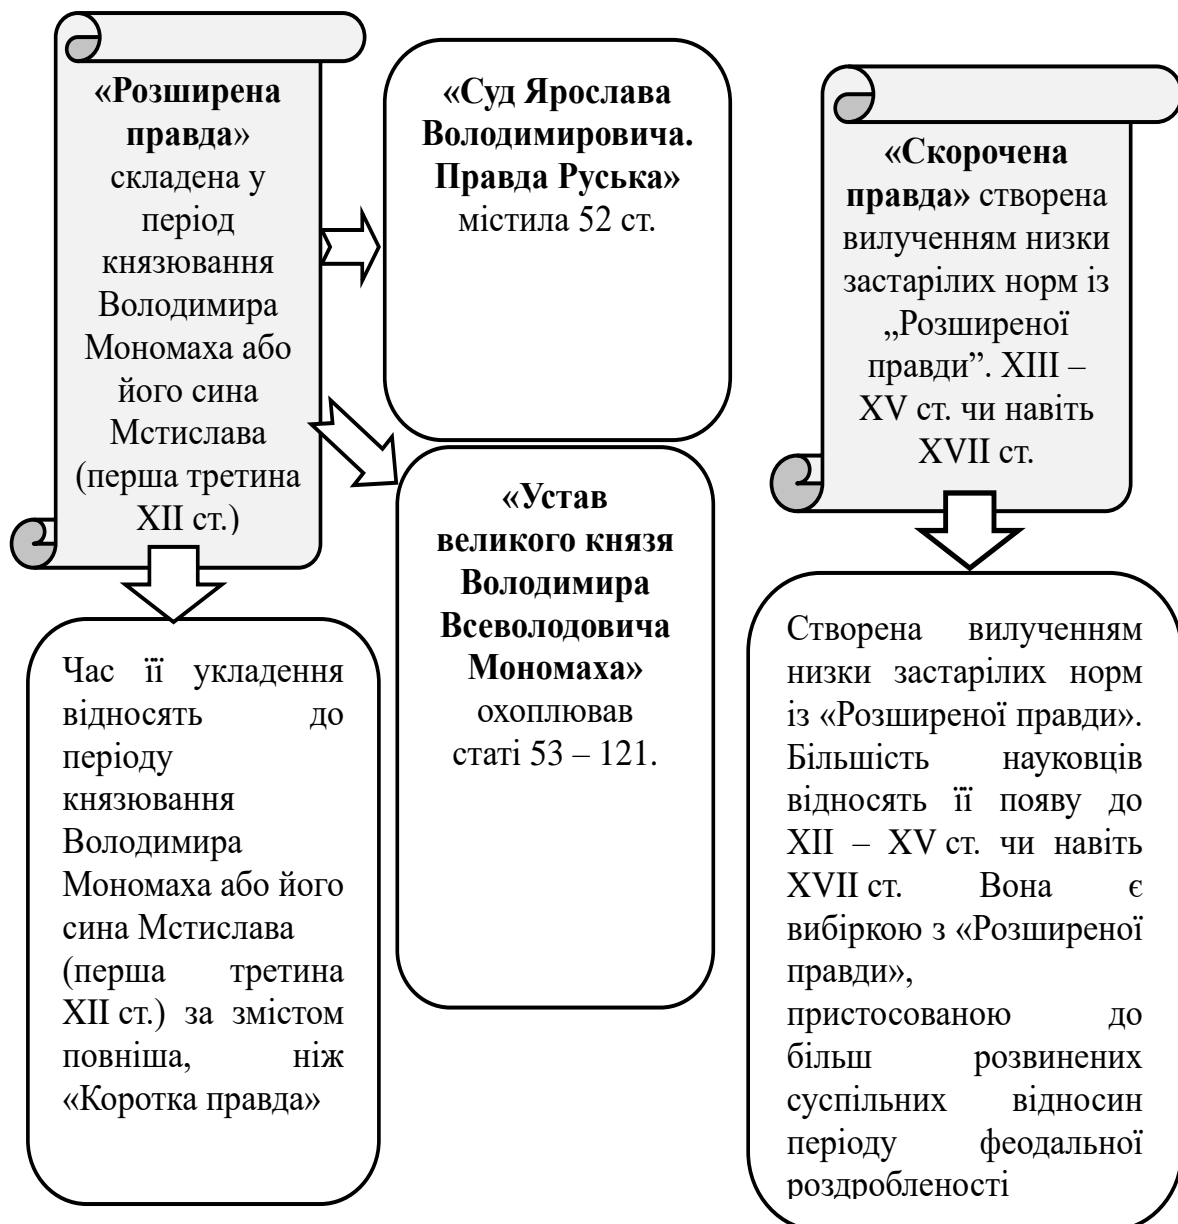 «Розширена
правда»
складена у
період
князювання
Володимира
Мономаха або
його сина
Мстислава
(перша третина
XII ст.)
«Суд Ярослава
Володимировича.
Правда Руська»
містила 52 ст.
«Скорочена
правда» створена
вилученням низки
застарілих норм із
„Розширеної
правди”. XIII –
XV ст. чи навіть
XVII ст.
«Устав
великого князя
Володимира
Всеволодовича
Мономаха»
охоплював
статі 53 – 121.
Час її укладення
відносять до
періоду
князювання
Володимира
Мономаха або його
сина Мстислава
(перша третина
XII ст.) за змістом
повніша, ніж
«Коротка правда»
Створена вилученням
низки застарілих норм
із «Розширеної правди».
Більшість науковців
відносять її появу до
XII – XV ст. чи навіть
XVII ст. Вона є
вибіркою з «Розширеної
правди»,
пристосованою до
більш розвинених
суспільних відносин
періоду феодальної
роздробленості